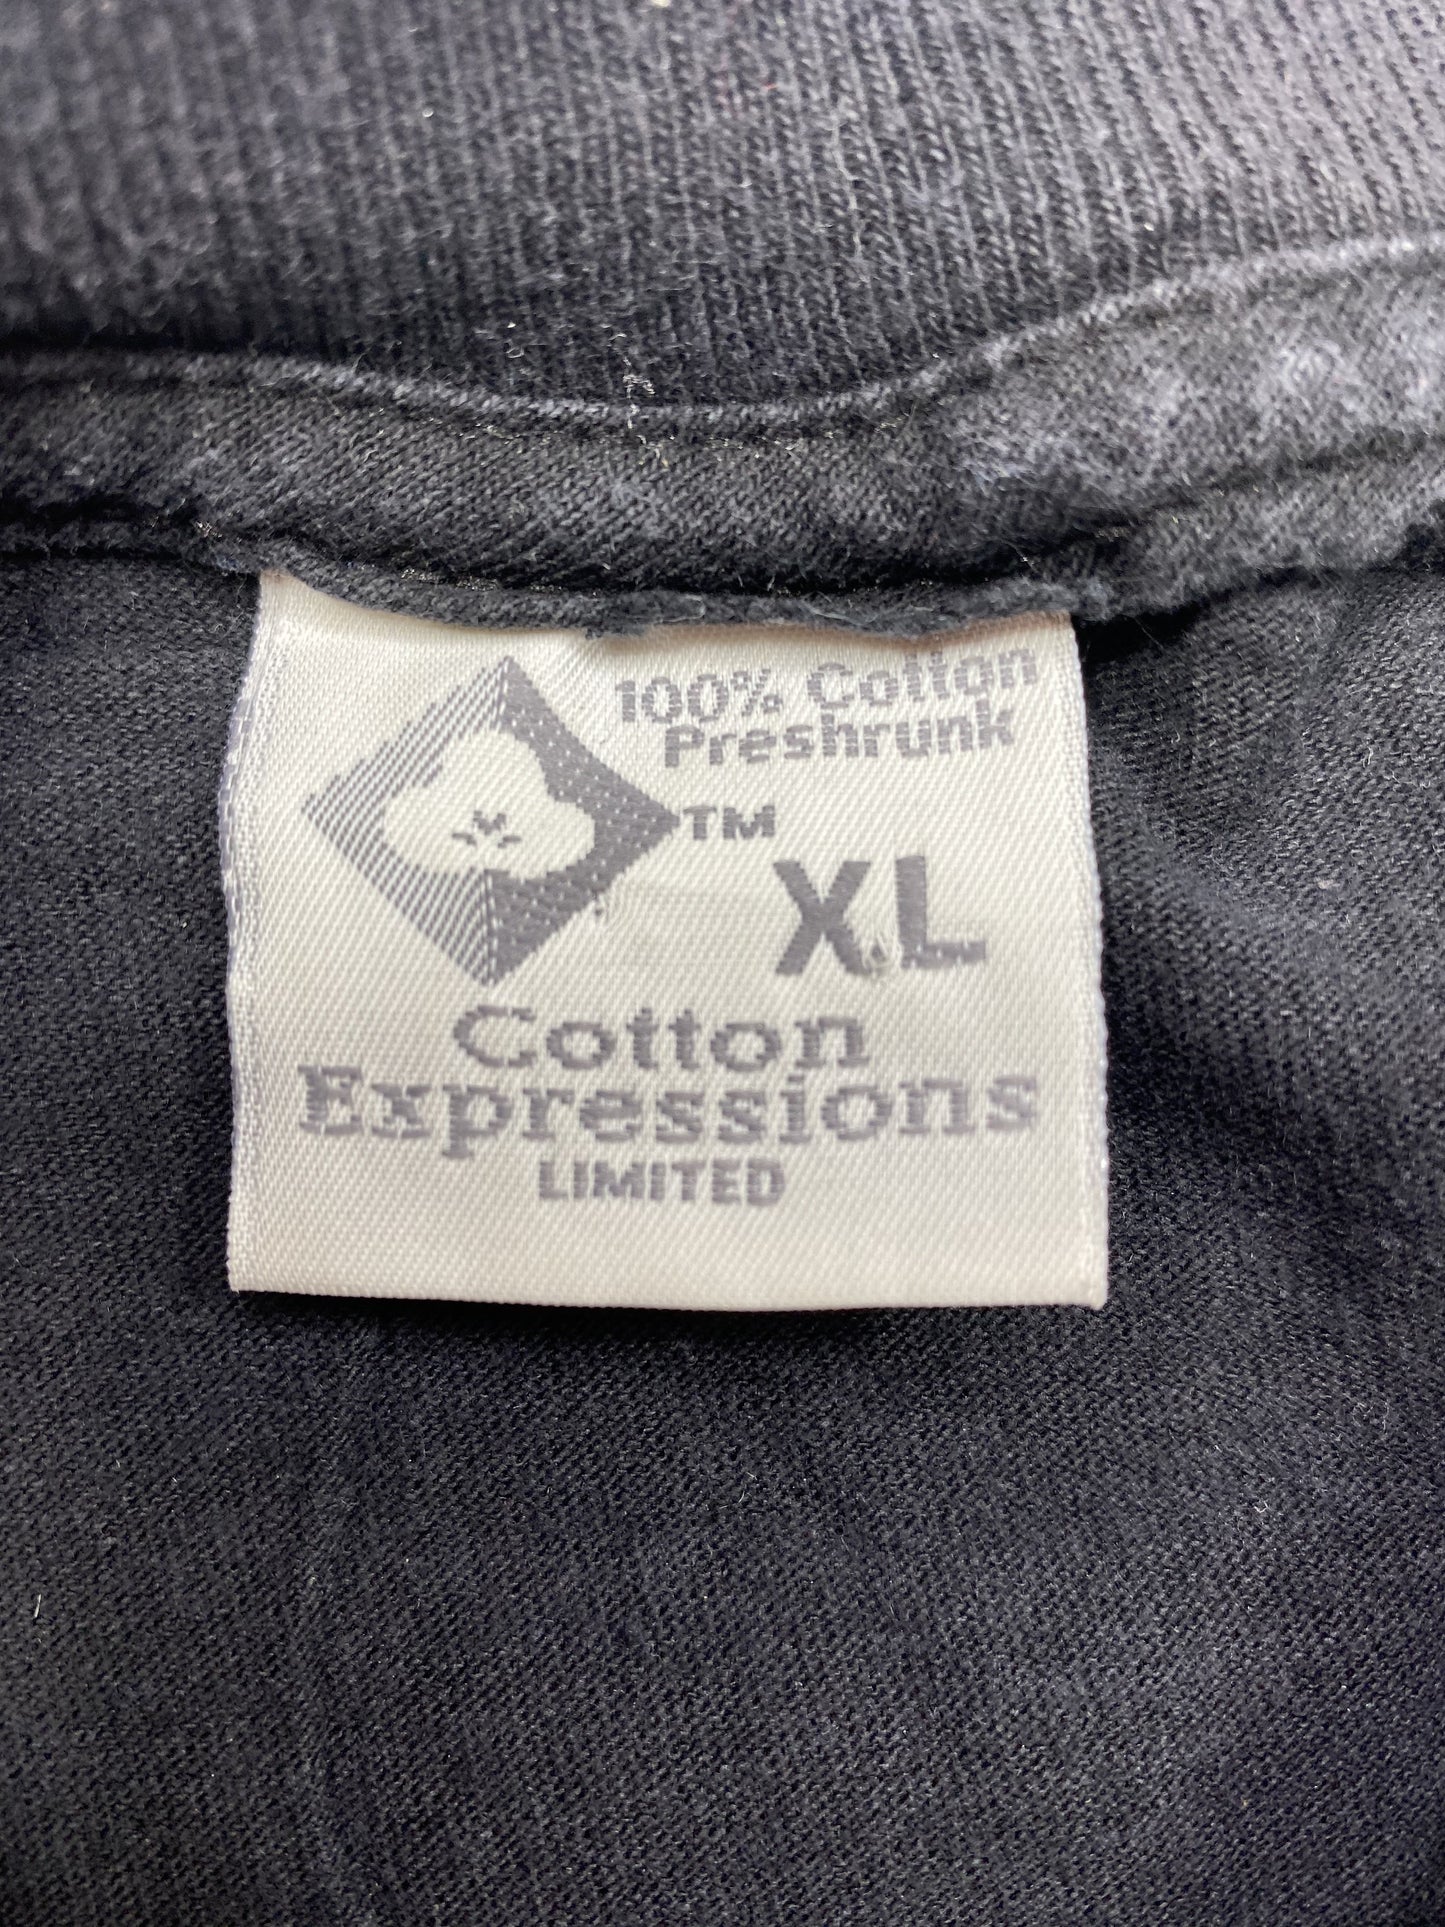 100% Cotton
Preshrunk
TM
XL
Cotton
Expressions
LIMITED